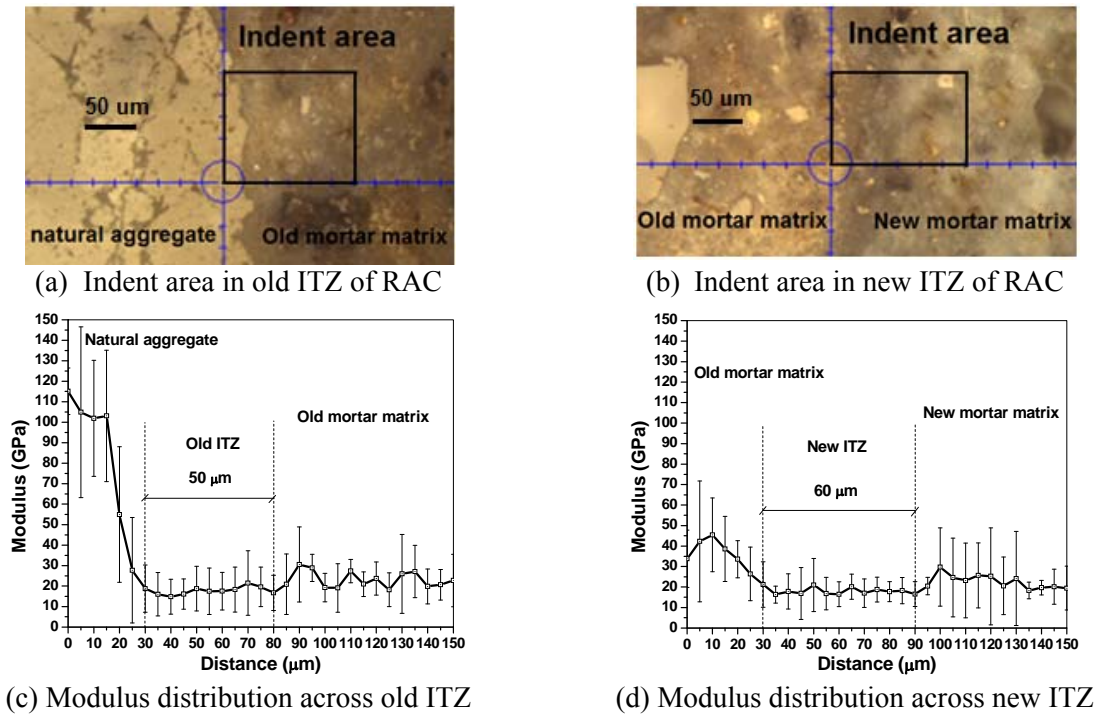 Indent area
50 um
natural aggregate
Old mortar matrix
(a) Indent area in old ITZ of RAC
Indent area
50 um
Old mortar matrix
New mortar matrix
(b) Indent area in new ITZ of RAC
150
140
130
120
110
100
90
80
70
60
50
40
30
20
10
0
Modulus (GPa)
Natural aggregate
Old ITZ
50 μm
Old mortar matrix
0 10 20 30 40 50 60 70 80 90 100 110 120 130 140 150
Distance (μm)
(c) Modulus distribution across old ITZ
150
140
130
120
110
100
90
80
70
60
50
40
30
20
10
0
Modulus (GPa)
Old mortar matrix
New ITZ
60 μm
New mortar matrix
0 10 20 30 40 50 60 70 80 90 100 110 120 130 140 150
Distance (μm)
(d) Modulus distribution across new ITZ